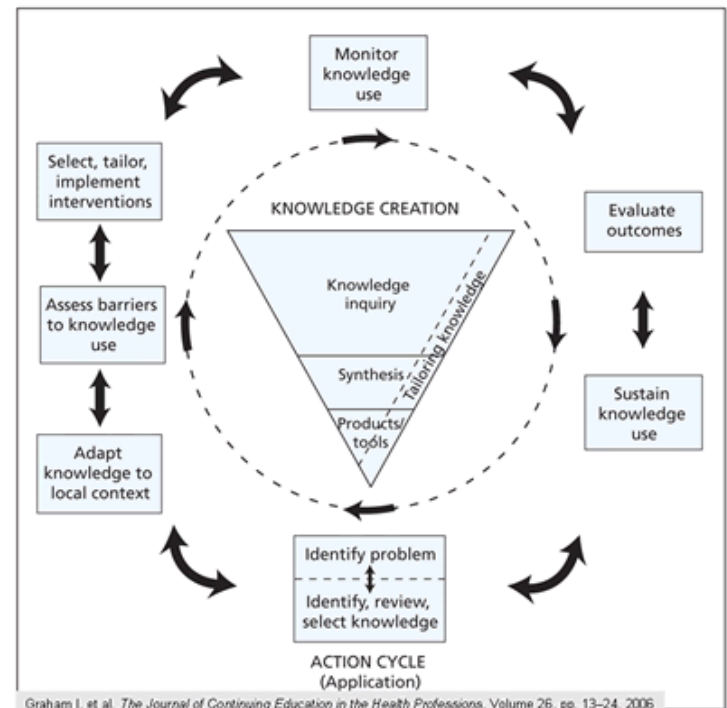 Monitor
knowledge
use
Select, tailor,
implement
interventions
Evaluate
outcomes
KNOWLEDGE CREATION
Knowledge
inquiry
Tailoring knowledge
Assess barriers
to knowledge
use
Synthesis
Products/
tools
Sustain
knowledge
use
Adapt
knowledge to
local context
Identify problem
Identify, review,
select knowledge
ACTION CYCLE
(Application)
Graham I, et al. The Journal of Continuing Education in the Health Professions, Volume 26, pp. 13–24, 2006